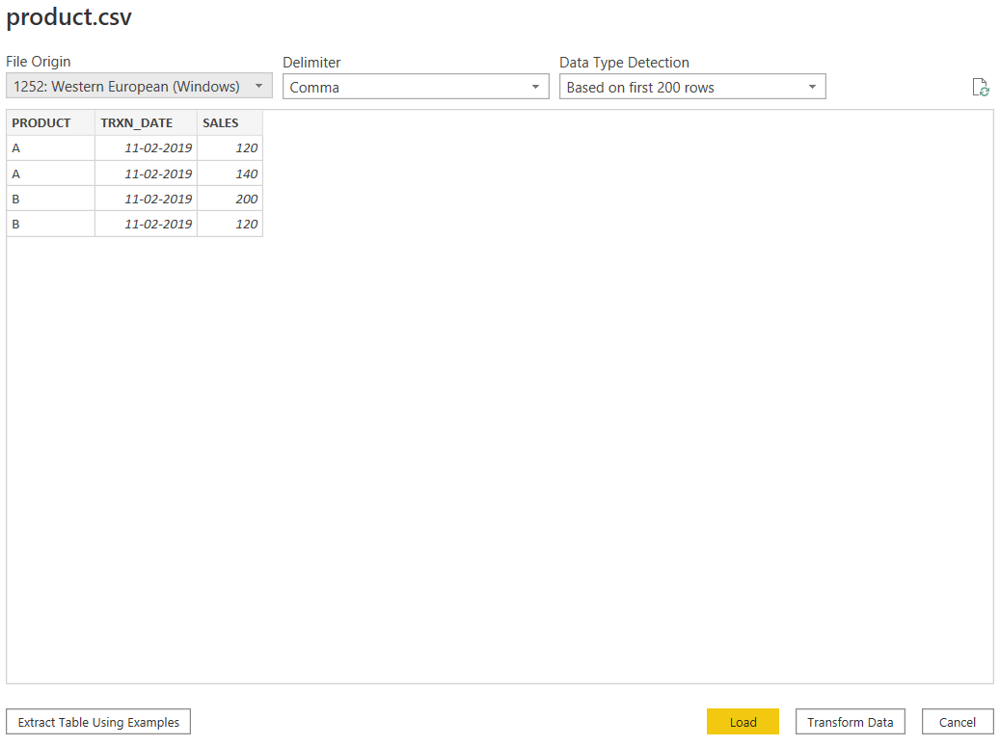 product.csv
File Origin
Delimiter
Data Type Detection
1252: Western European (Windows)
Comma
Based on first 200 rows
PRODUCT TRXN_DATE SALES
A 11-02-2019 120
A 11-02-2019 140
B 11-02-2019 200
B 11-02-2019 120
Extract Table Using Examples
Load
Transform Data
Cancel